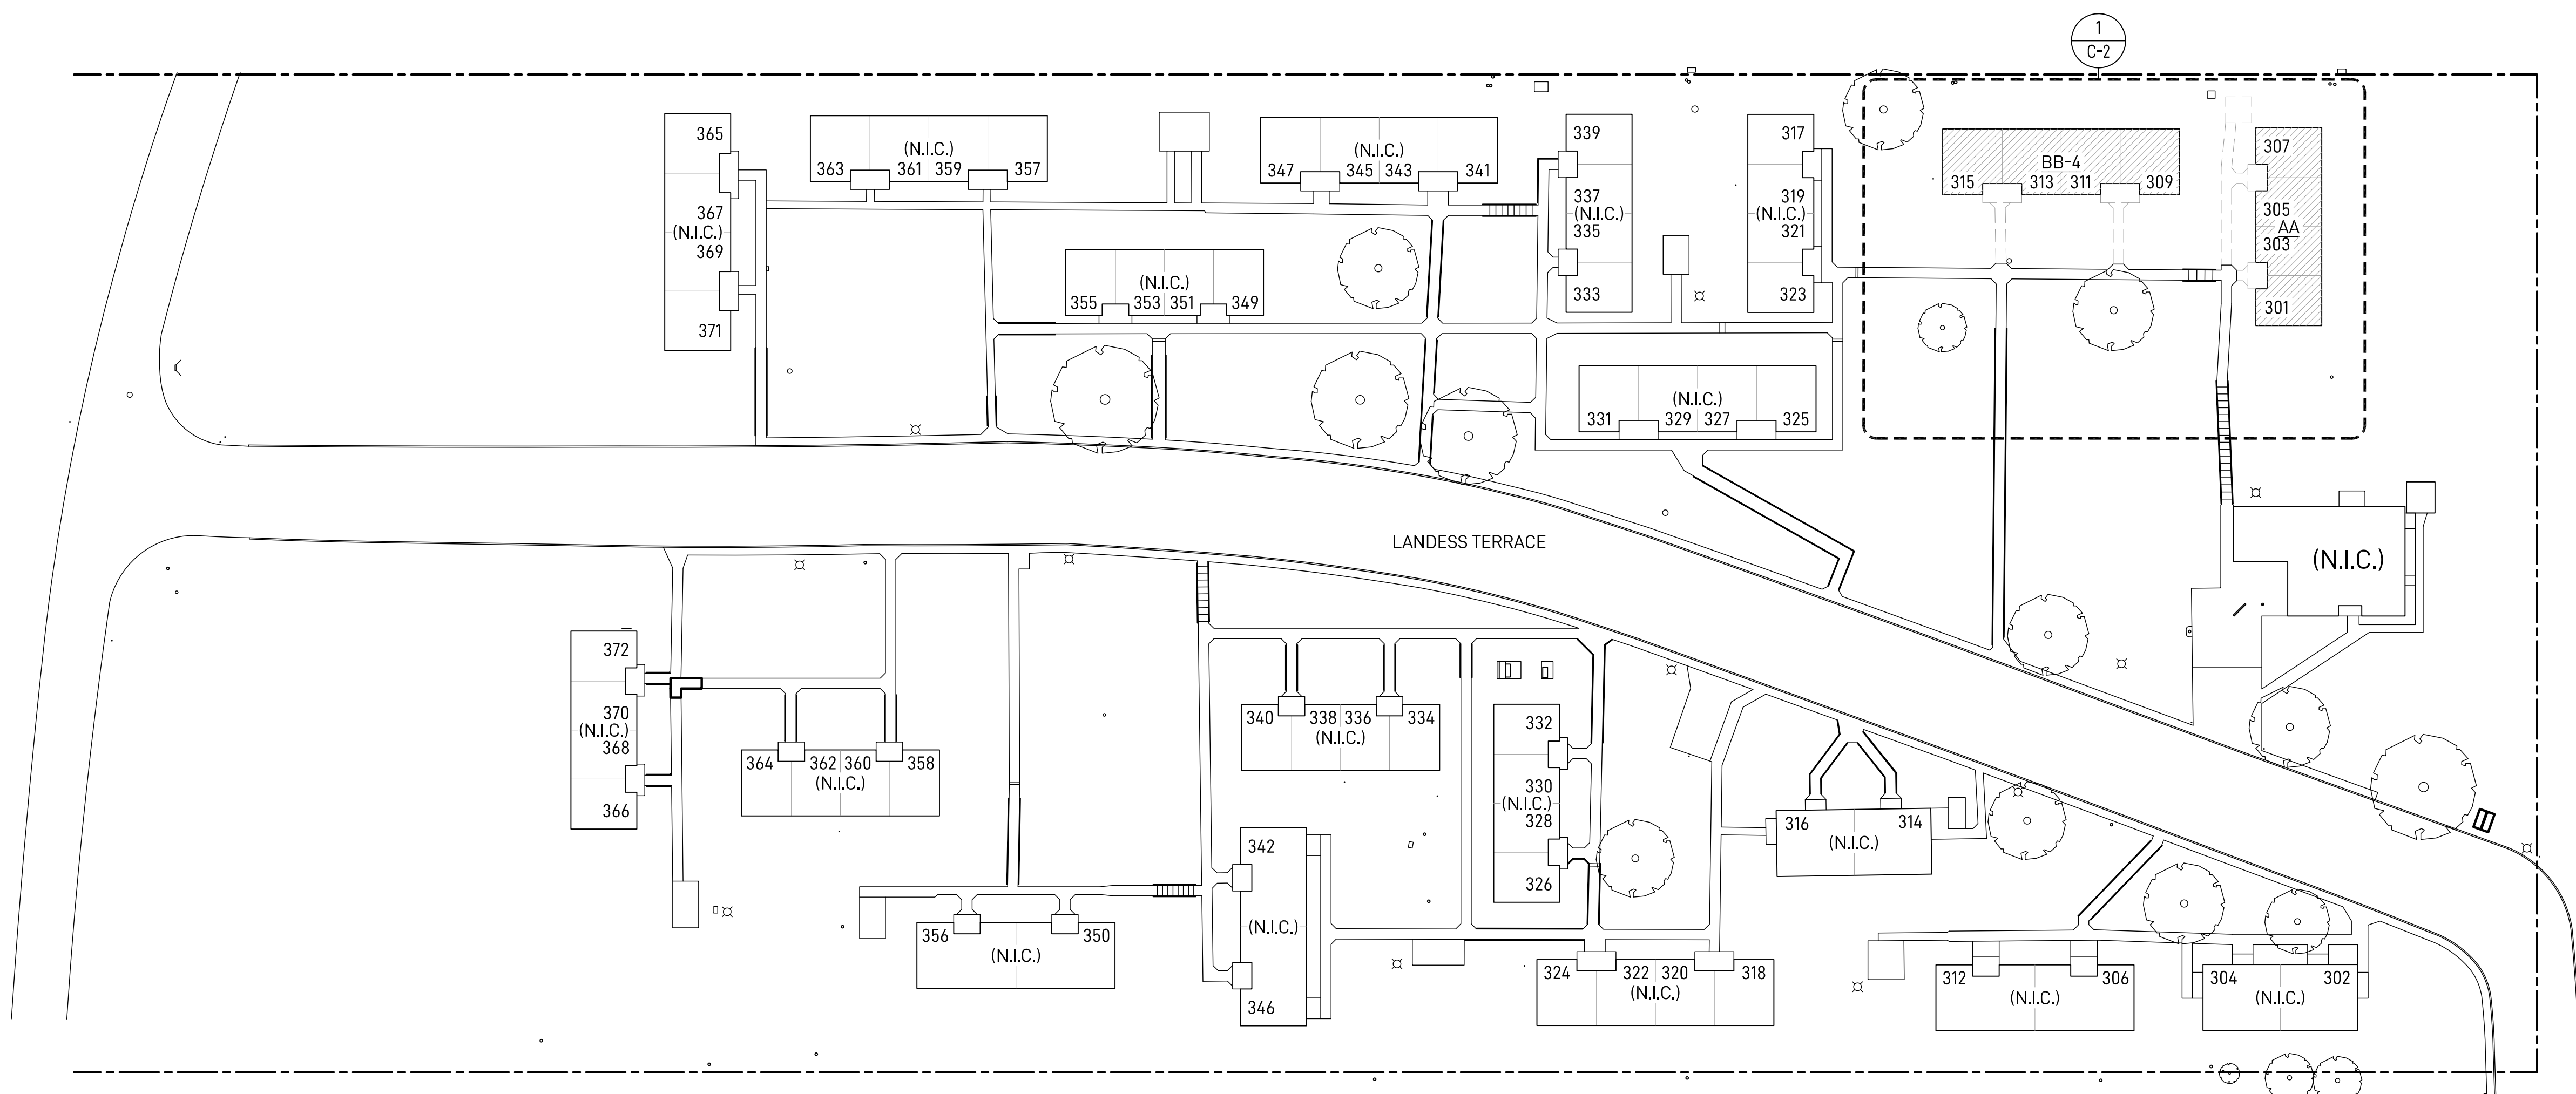 1
C-2
365
367
(N.I.C.)
369
371
(N.I.C.)
363 361 359 357
(N.I.C.)
347 345 343 341
339
337
(N.I.C.)
335
333
317
319
(N.I.C.)
321
323
BB-4
315 313 311 309
307
305
AA
303
301
(N.I.C.)
355 353 351 349
(N.I.C.)
331 329 327 325
LANDESS TERRACE
(N.I.C.)
372
370
(N.I.C.)
368
366
364 362 360 358
(N.I.C.)
340 338 336 334
(N.I.C.)
332
330
(N.I.C.)
328
326
316 314
(N.I.C.)
342
(N.I.C.)
346
356 350
(N.I.C.)
324 322 320 318
(N.I.C.)
312 306
(N.I.C.)
304 302
(N.I.C.)